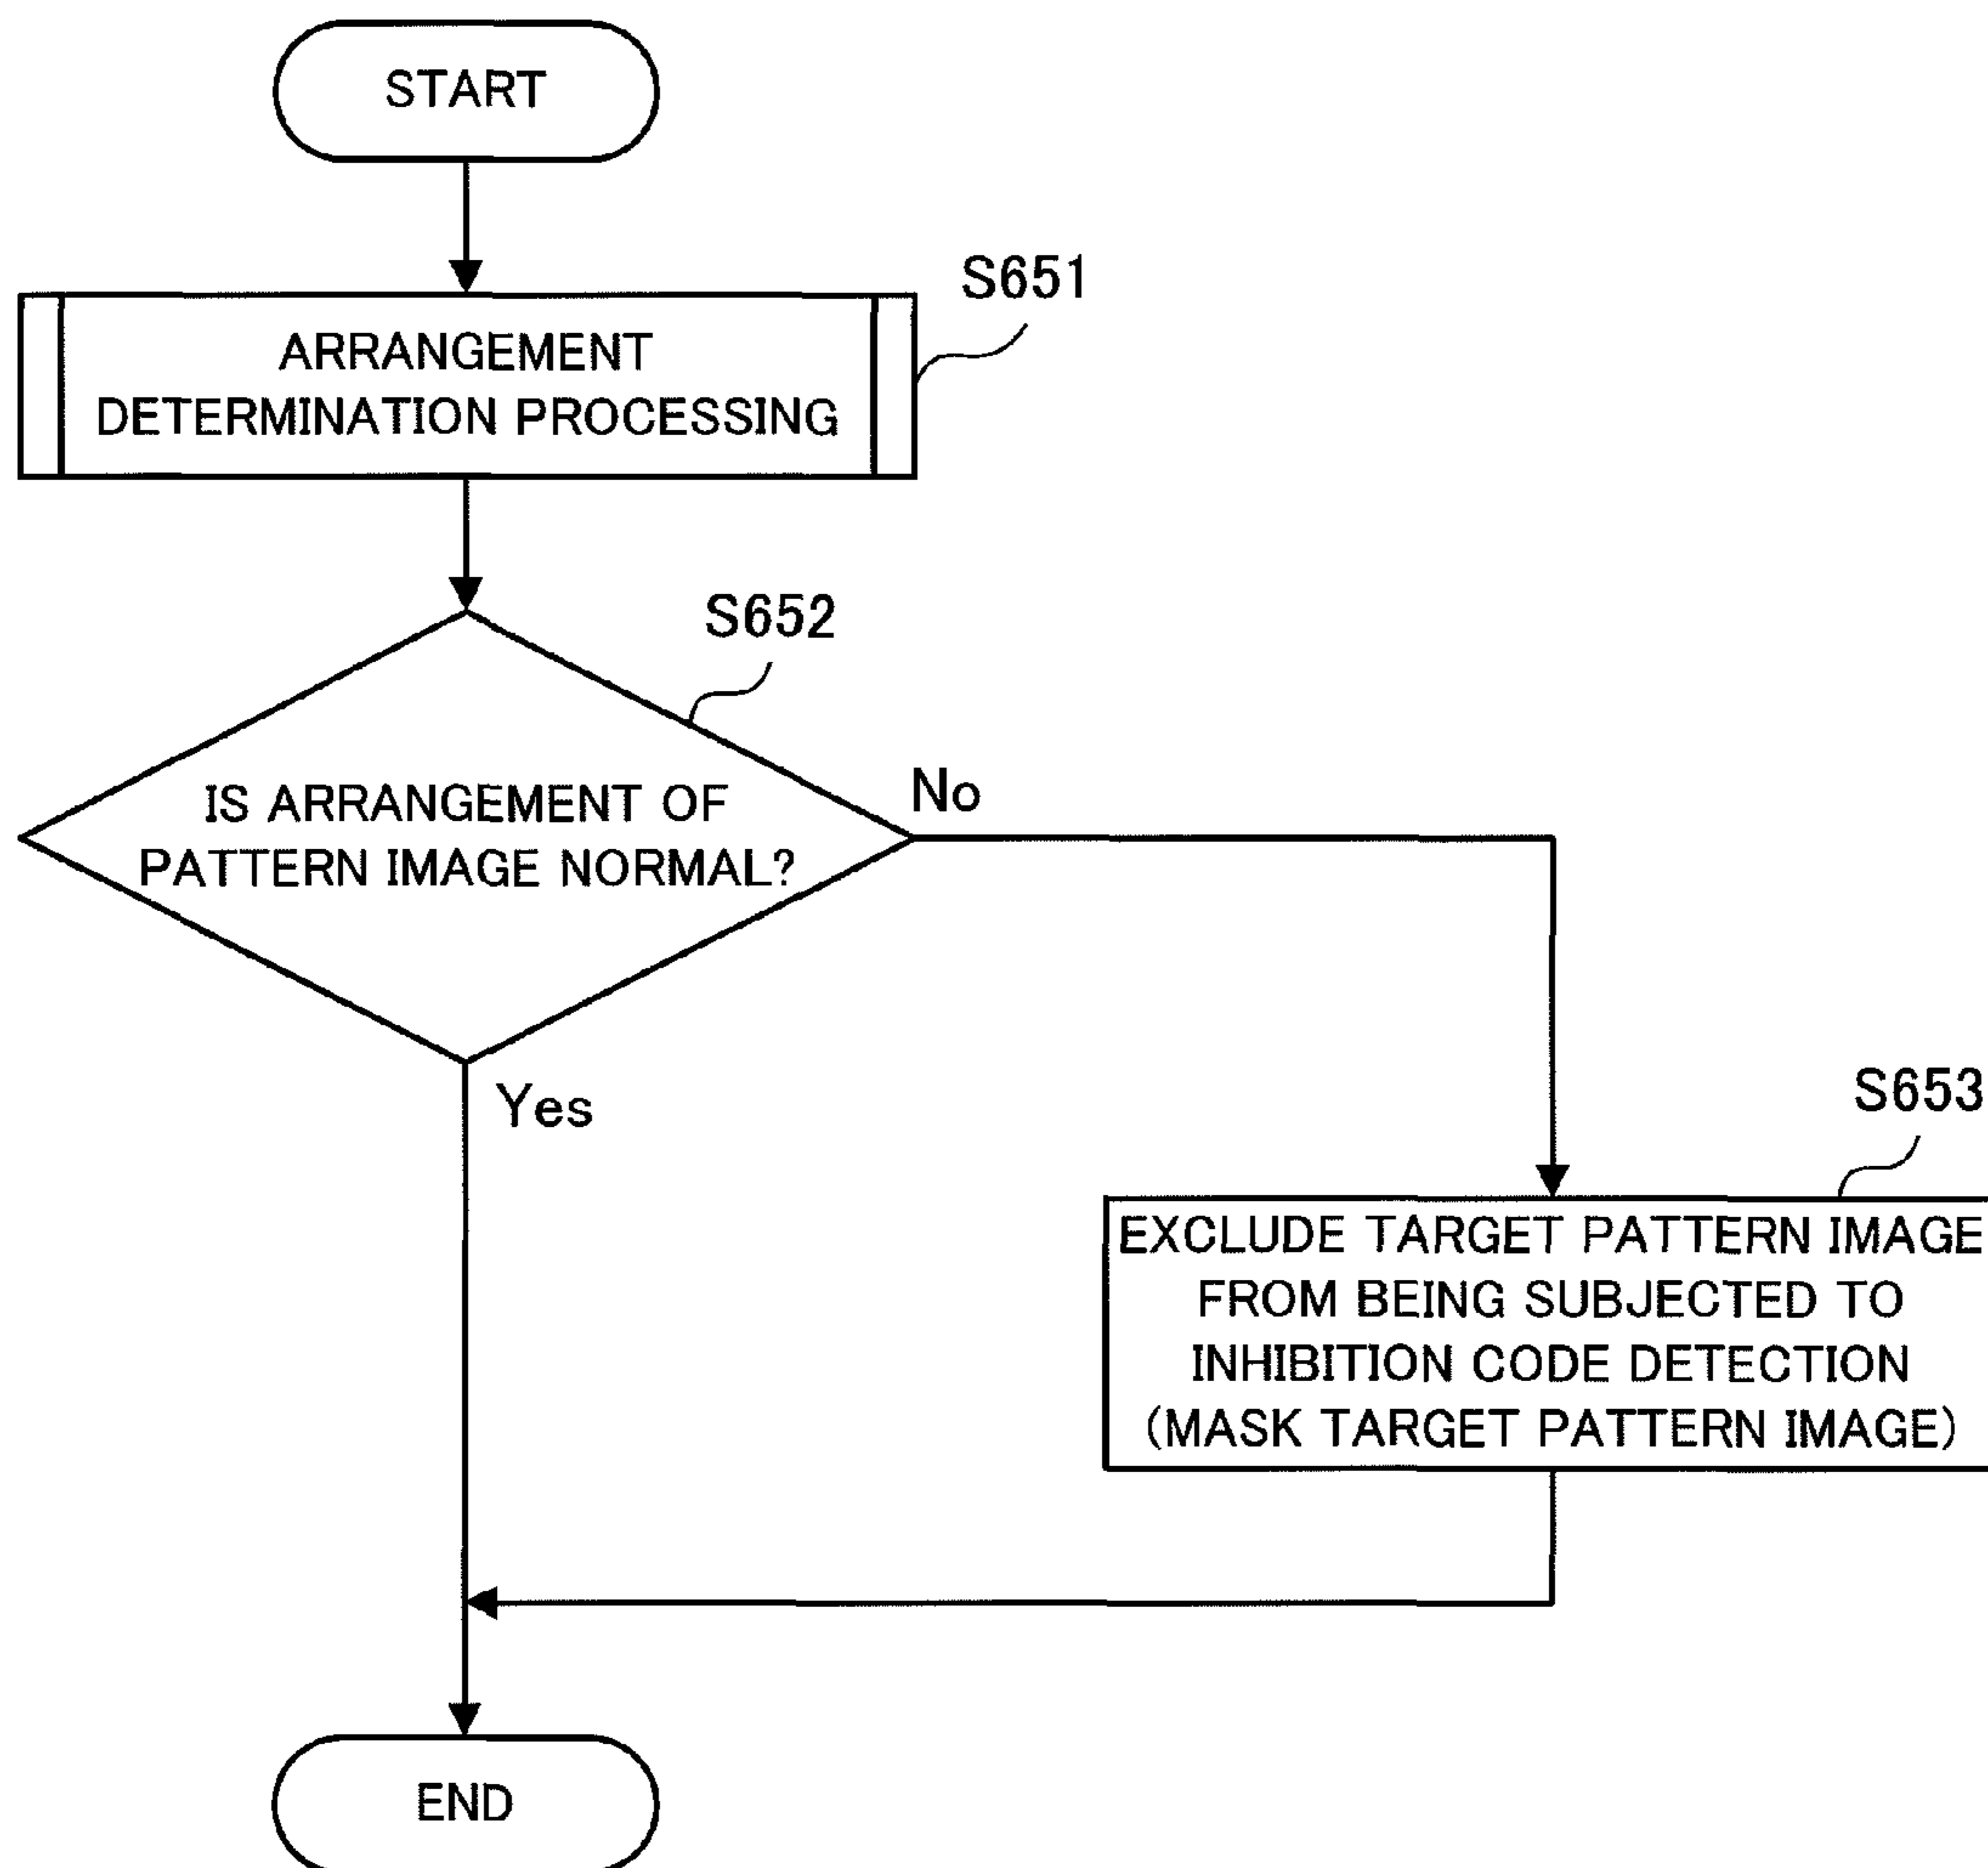 START
S651
ARRANGEMENT
DETERMINATION PROCESSING
S652
IS ARRANGEMENT OF
PATTERN IMAGE NORMAL?
No
Yes
S653
EXCLUDE TARGET PATTERN IMAGE
FROM BEING SUBJECTED TO
INHIBITION CODE DETECTION
(MASK TARGET PATTERN IMAGE)
END